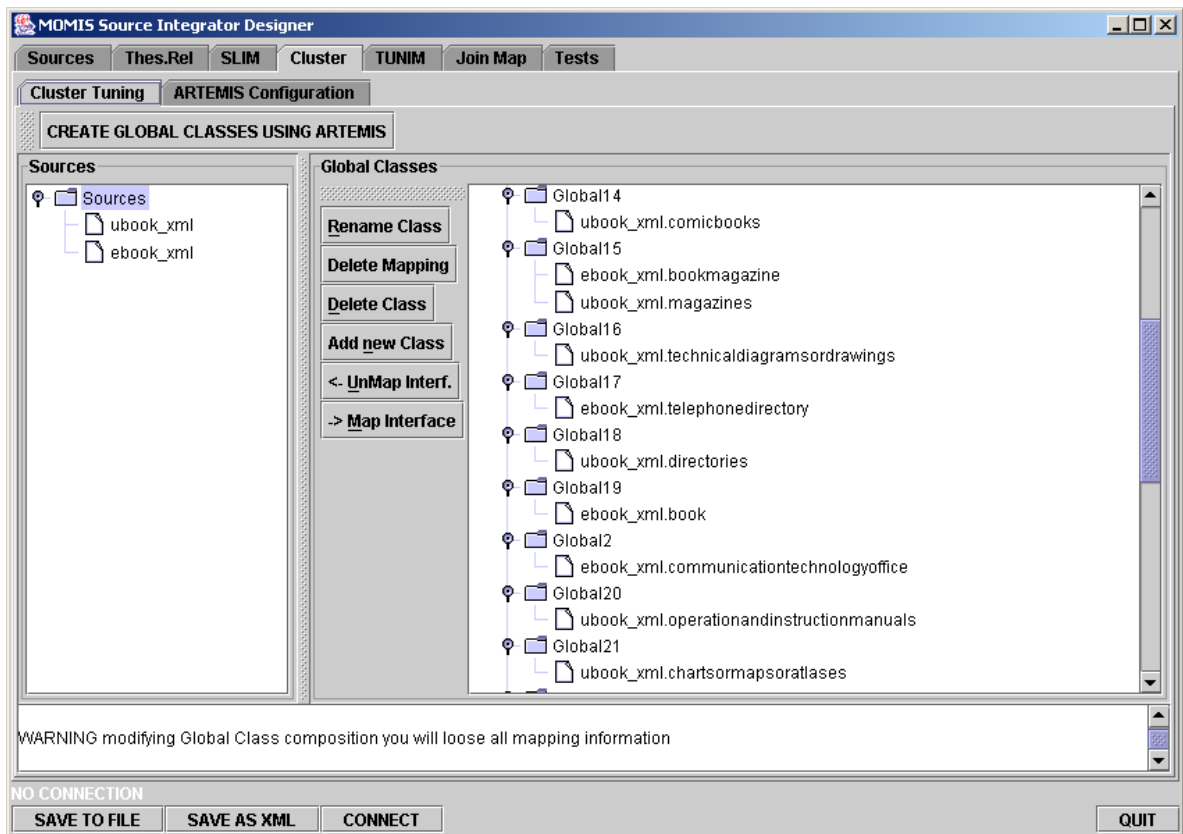 MOMIS Source Integrator Designer
Sources Thes.Rel SLIM Cluster TUNIM Join Map Tests
Cluster Tuning ARTEMIS Configuration
CREATE GLOBAL CLASSES USING ARTEMIS
Sources
Sources
ubook_xml
ebook_xml
Global Classes
Rename Class
Delete Mapping
Delete Class
Add new Class
<- UnMap Interf.
-> Map Interface
Global14
ubook_xml.comicbooks
Global15
ebook_xml.bookmagazine
ubook_xml.magazines
Global16
ubook_xml.technicaldiagramsordrawings
Global17
ebook_xml.telephonedirectory
Global18
ubook_xml.directories
Global19
ebook_xml.book
Global2
ebook_xml.communicationtechnologyoffice
Global20
ubook_xml.operationandinstructionmanuals
Global21
ubook_xml.chartsormapsoratlases
WARNING modifying Global Class composition you will loose all mapping information
NO CONNECTION
SAVE TO FILE SAVE AS XML CONNECT QUIT